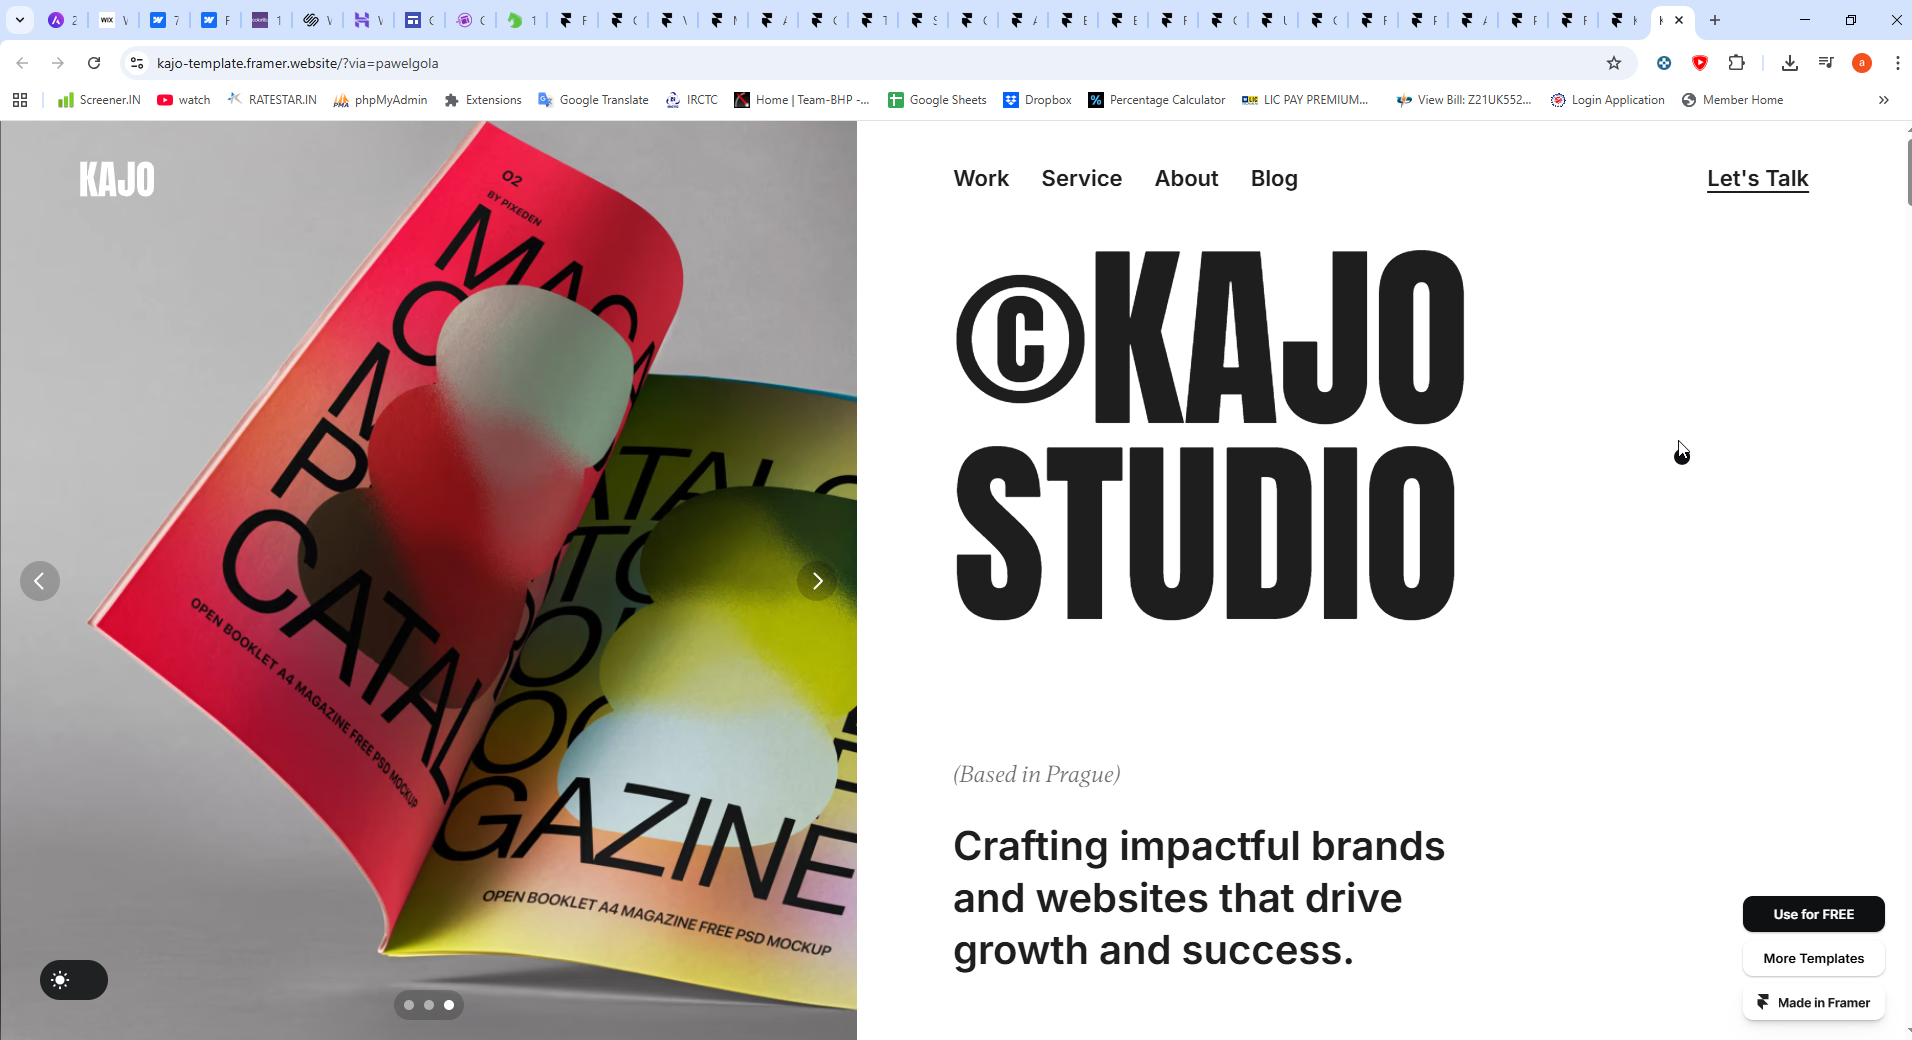 kajo-template.framer.website/?via=pawelgola
Screener.IN
watch
RATESTAR.IN
phpMyAdmin
Extensions
Google Translate
IRCTC
Home | Team-BHP -...
Google Sheets
Dropbox
Percentage Calculator
LIC PAY PREMIUM...
View Bill: Z21UK552...
Login Application
Member Home
KAJO
Work
Service
About
Blog
Let's Talk
02
BY PIXEDEN
CATAL
OPEN BOOKLET A4 MAGAZINE FREE PSD MOCKUP
GAZINE
OPEN BOOKLET A4 MAGAZINE FREE PSD MOCKUP
©KAJO
STUDIO
(Based in Prague)
Crafting impactful brands
and websites that drive
growth and success.
Use for FREE
More Templates
Made in Framer